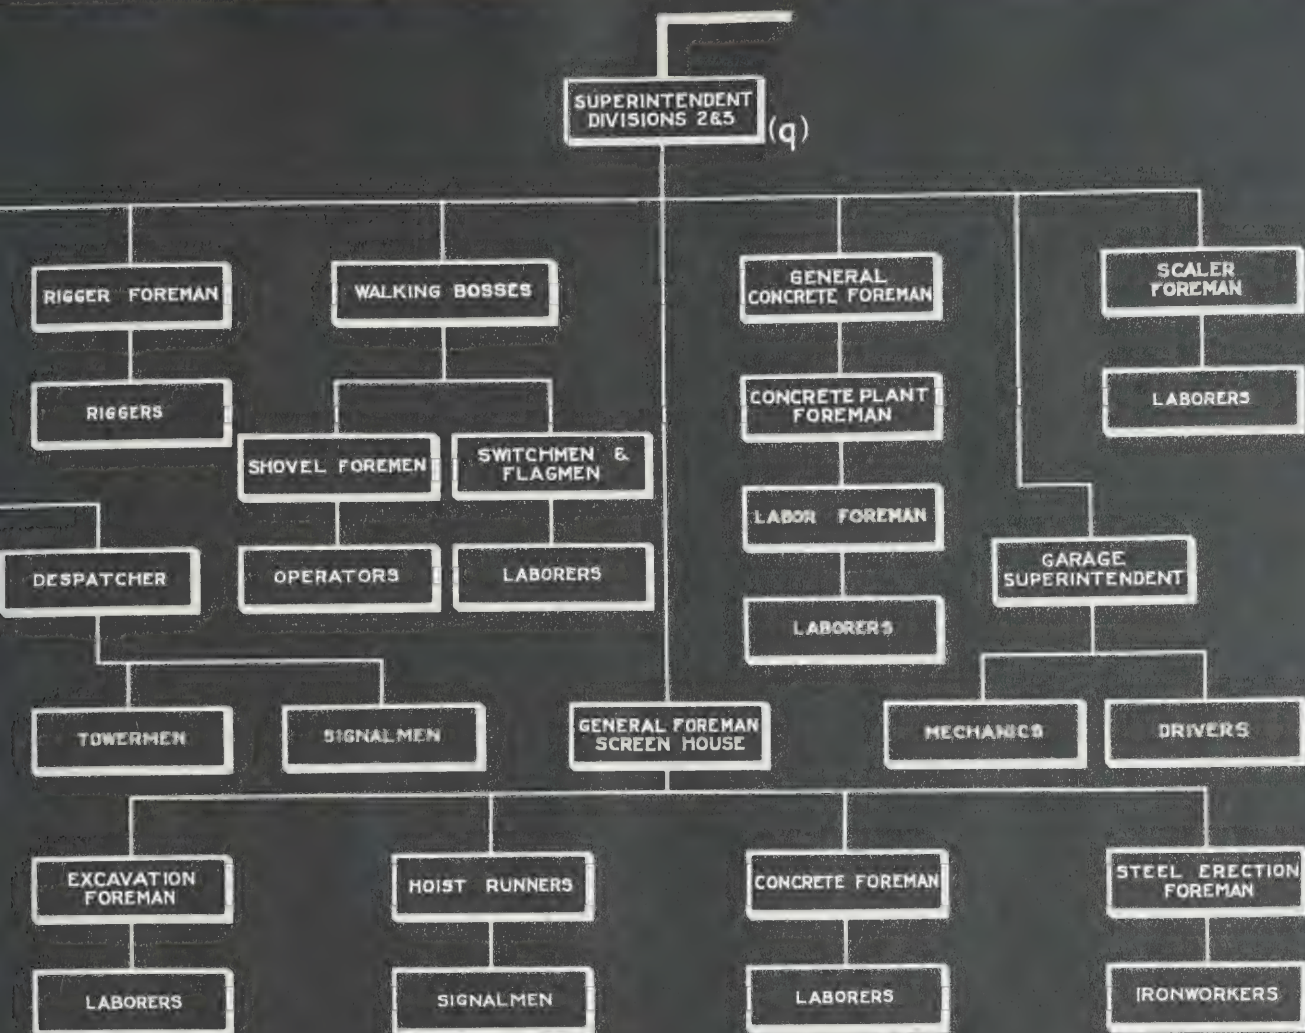 SUPERINTENDENT
DIVISIONS 2&5
(q)
RIGGER FOREMAN
WALKING BOSSES
GENERAL
CONCRETE FOREMAN
SCALER
FOREMAN
RIGGERS
CONCRETE PLANT
FOREMAN
LABORERS
SHOVEL FOREMEN
SWITCHMEN &
FLAGMEN
LABOR FOREMAN
DESPATCHER
OPERATORS
LABORERS
GARAGE
SUPERINTENDENT
LABORERS
TOWERMEN
SIGNALMEN
GENERAL FOREMAN
SCREEN HOUSE
MECHANICS
DRIVERS
EXCAVATION
FOREMAN
HOIST RUNNERS
CONCRETE FOREMAN
STEEL ERECTION
FOREMAN
LABORERS
SIGNALMEN
LABORERS
IRONWORKERS